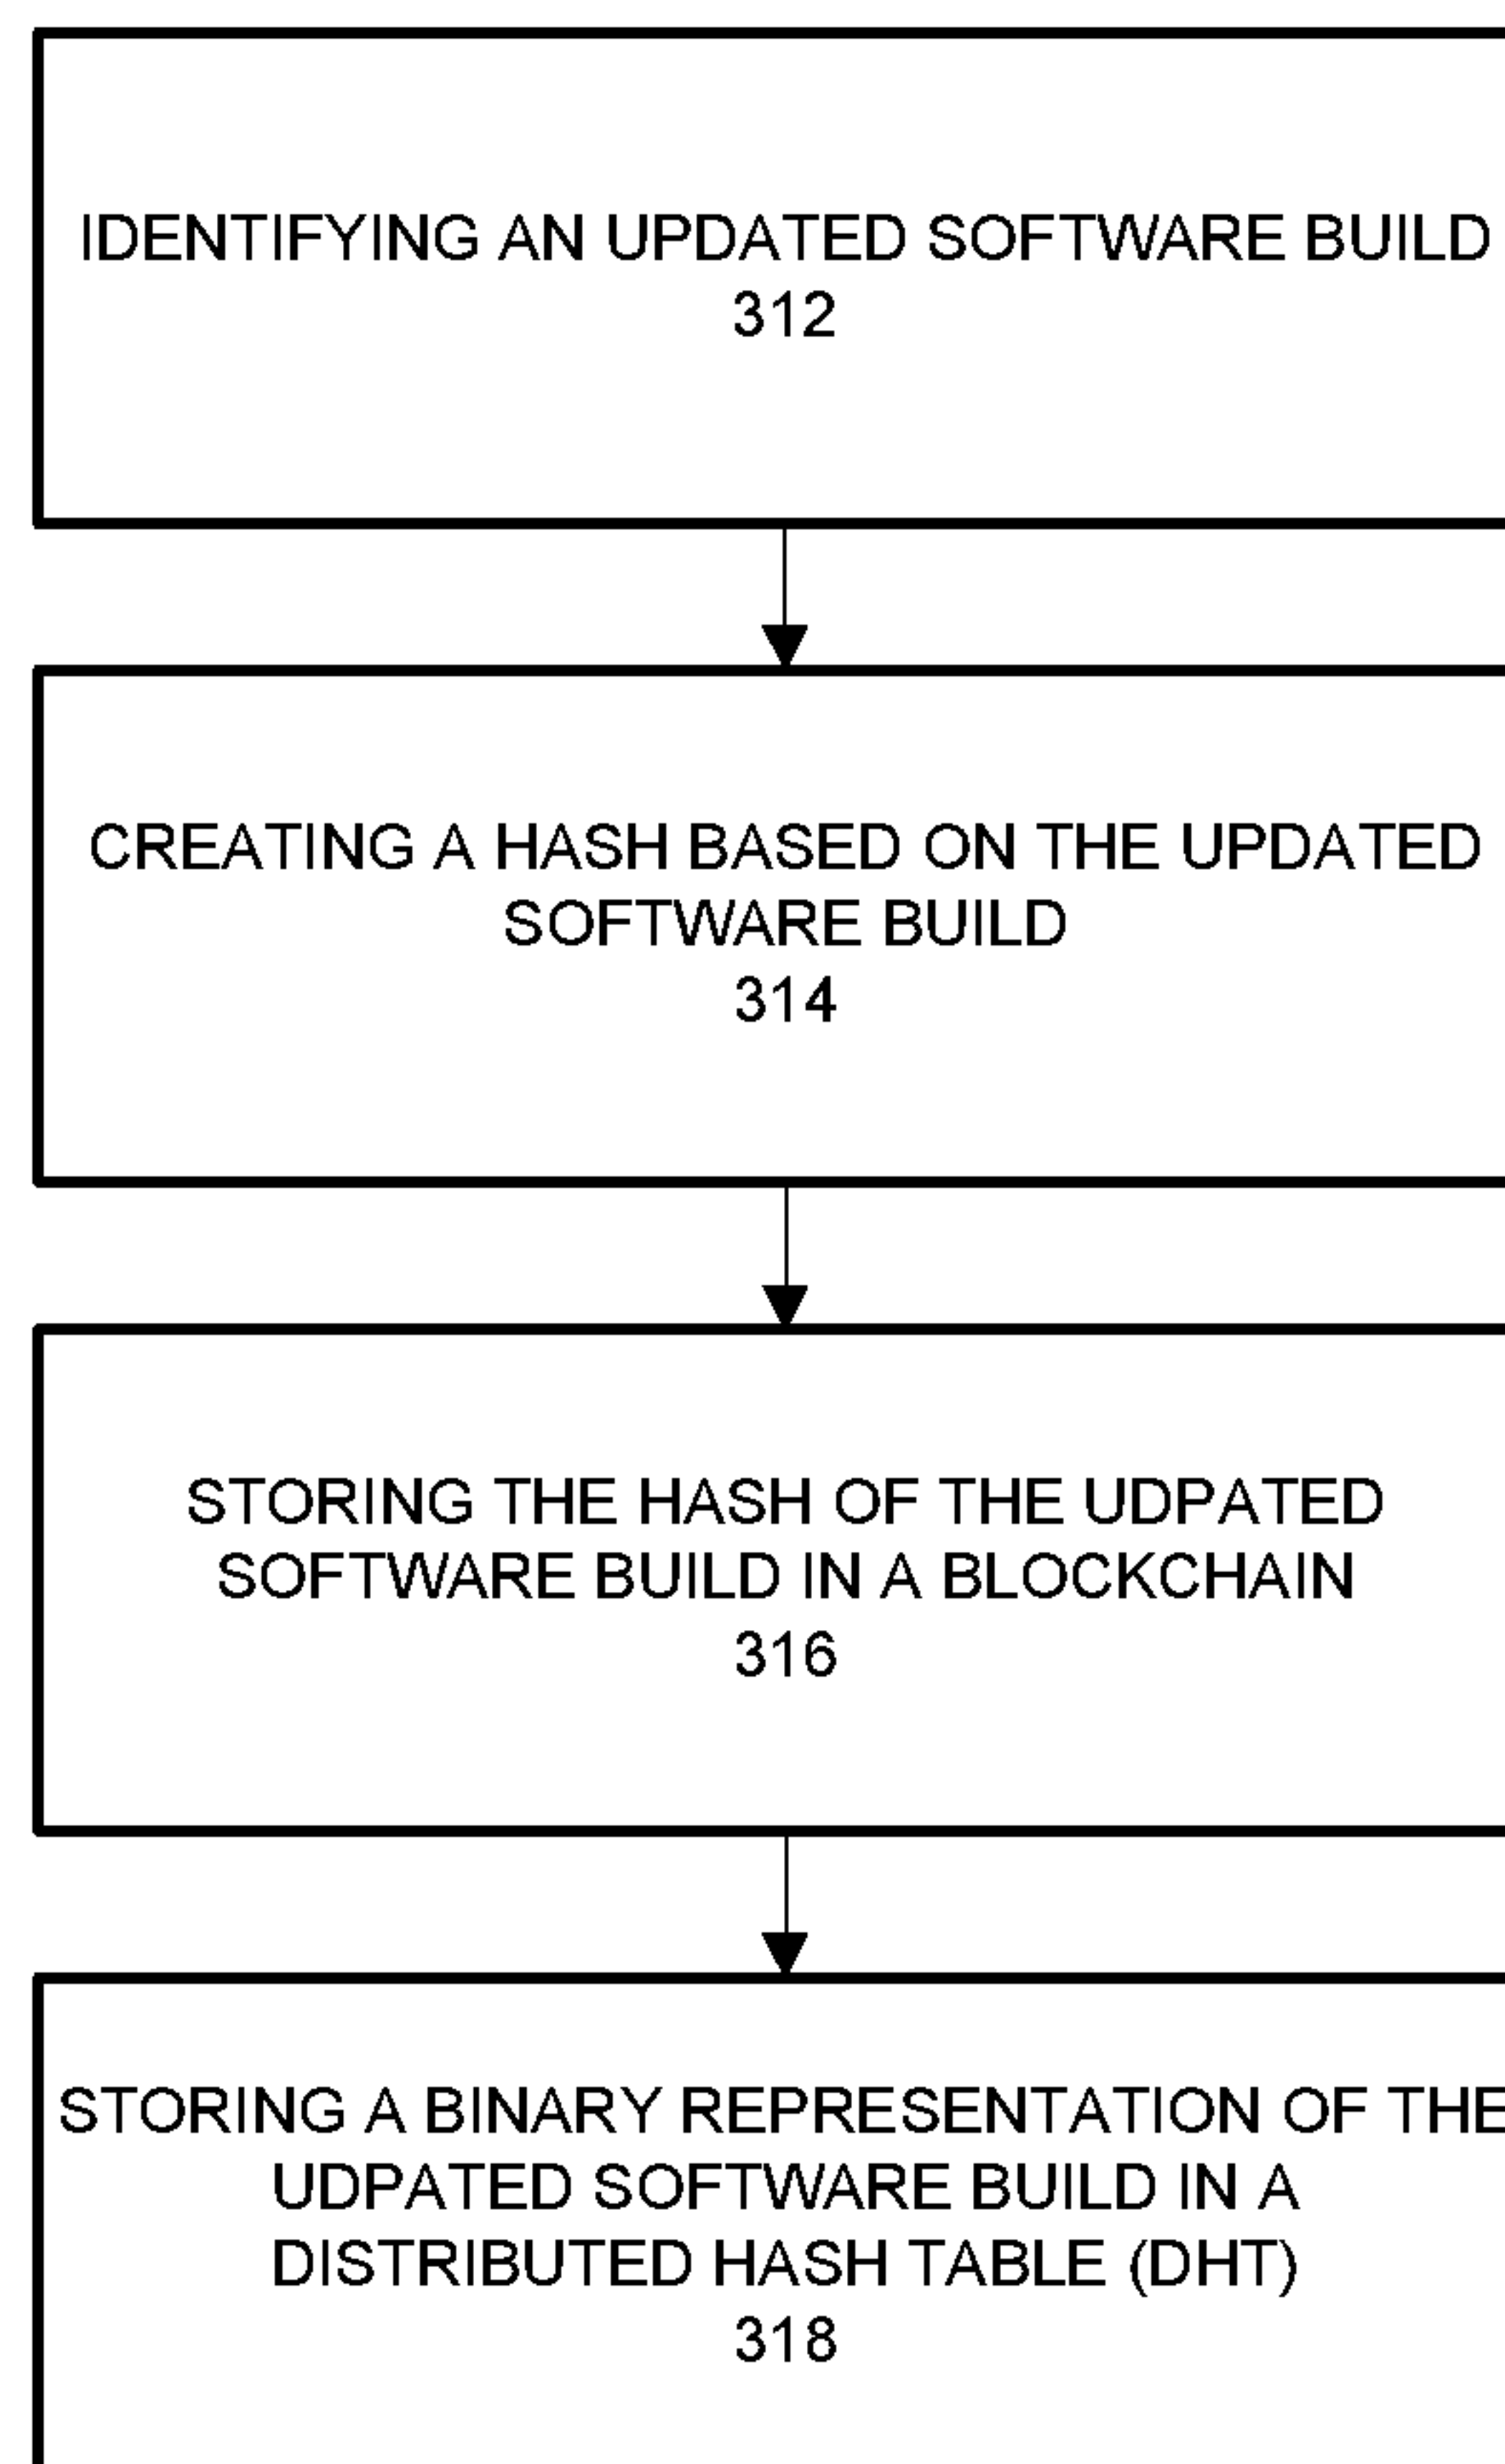 IDENTIFYING AN UPDATED SOFTWARE BUILD
312
CREATING A HASH BASED ON THE UPDATED
SOFTWARE BUILD
314
STORING THE HASH OF THE UDPATED
SOFTWARE BUILD IN A BLOCKCHAIN
316
STORING A BINARY REPRESENTATION OF THE
UDPATED SOFTWARE BUILD IN A
DISTRIBUTED HASH TABLE (DHT)
318